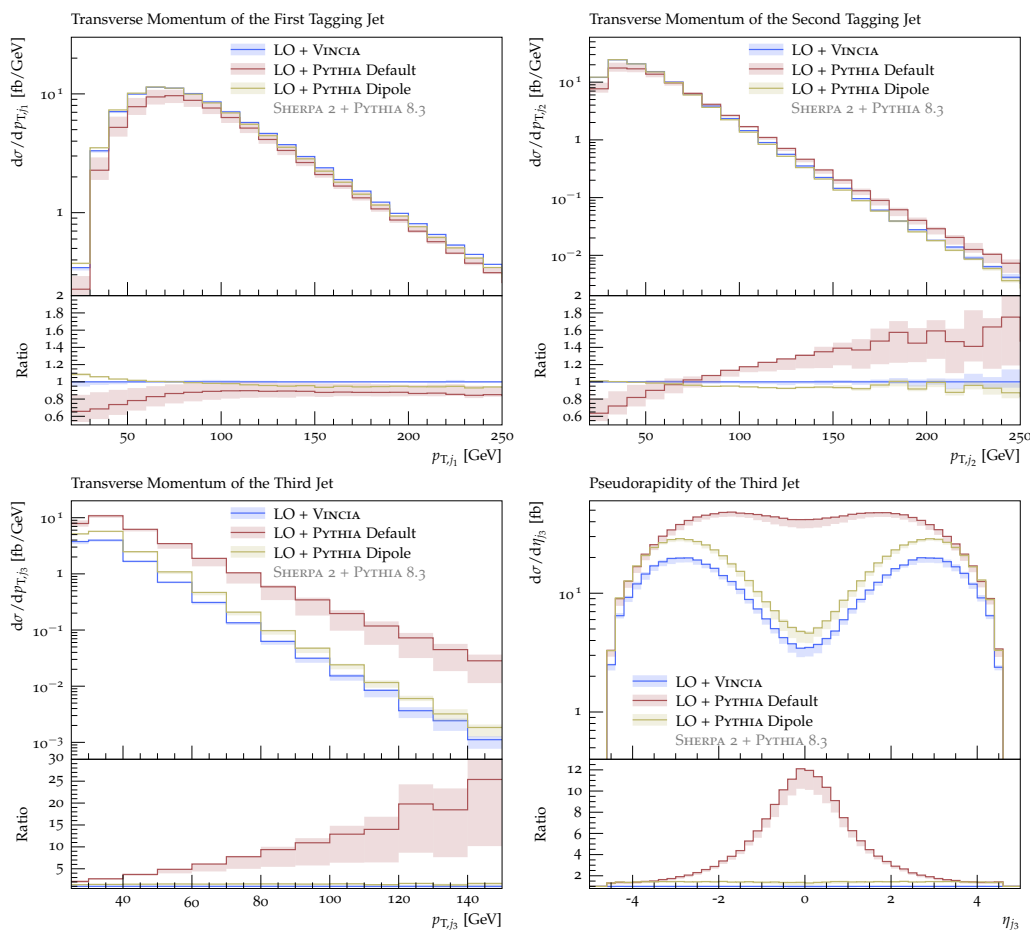 Transverse Momentum of the First Tagging Jet
LO + VINCIA
LO + PYTHIA Default
LO + PYTHIA Dipole
SHERPA 2 + PYTHIA 8.3
dσ/dp_T,j₁ [fb/GeV]
10¹
1
Ratio
2
1.8
1.6
1.4
1.2
1
0.8
0.6
50 100 150 200 250
p_T,j₁ [GeV]
Transverse Momentum of the Second Tagging Jet
LO + VINCIA
LO + PYTHIA Default
LO + PYTHIA Dipole
SHERPA 2 + PYTHIA 8.3
dσ/dp_T,j₂ [fb/GeV]
10¹
1
10⁻¹
10⁻²
Ratio
2
1.8
1.6
1.4
1.2
1
0.8
0.6
50 100 150 200 250
p_T,j₂ [GeV]
Transverse Momentum of the Third Jet
LO + VINCIA
LO + PYTHIA Default
LO + PYTHIA Dipole
SHERPA 2 + PYTHIA 8.3
dσ/dp_T,j₃ [fb/GeV]
10¹
1
10⁻¹
10⁻²
10⁻³
Ratio
30
25
20
15
10
5
40 60 80 100 120 140
p_T,j₃ [GeV]
Pseudorapidity of the Third Jet
dσ/dη_j₃ [fb]
10¹
1
LO + VINCIA
LO + PYTHIA Default
LO + PYTHIA Dipole
SHERPA 2 + PYTHIA 8.3
Ratio
12
10
8
6
4
2
-4 -2 0 2 4
η_j₃